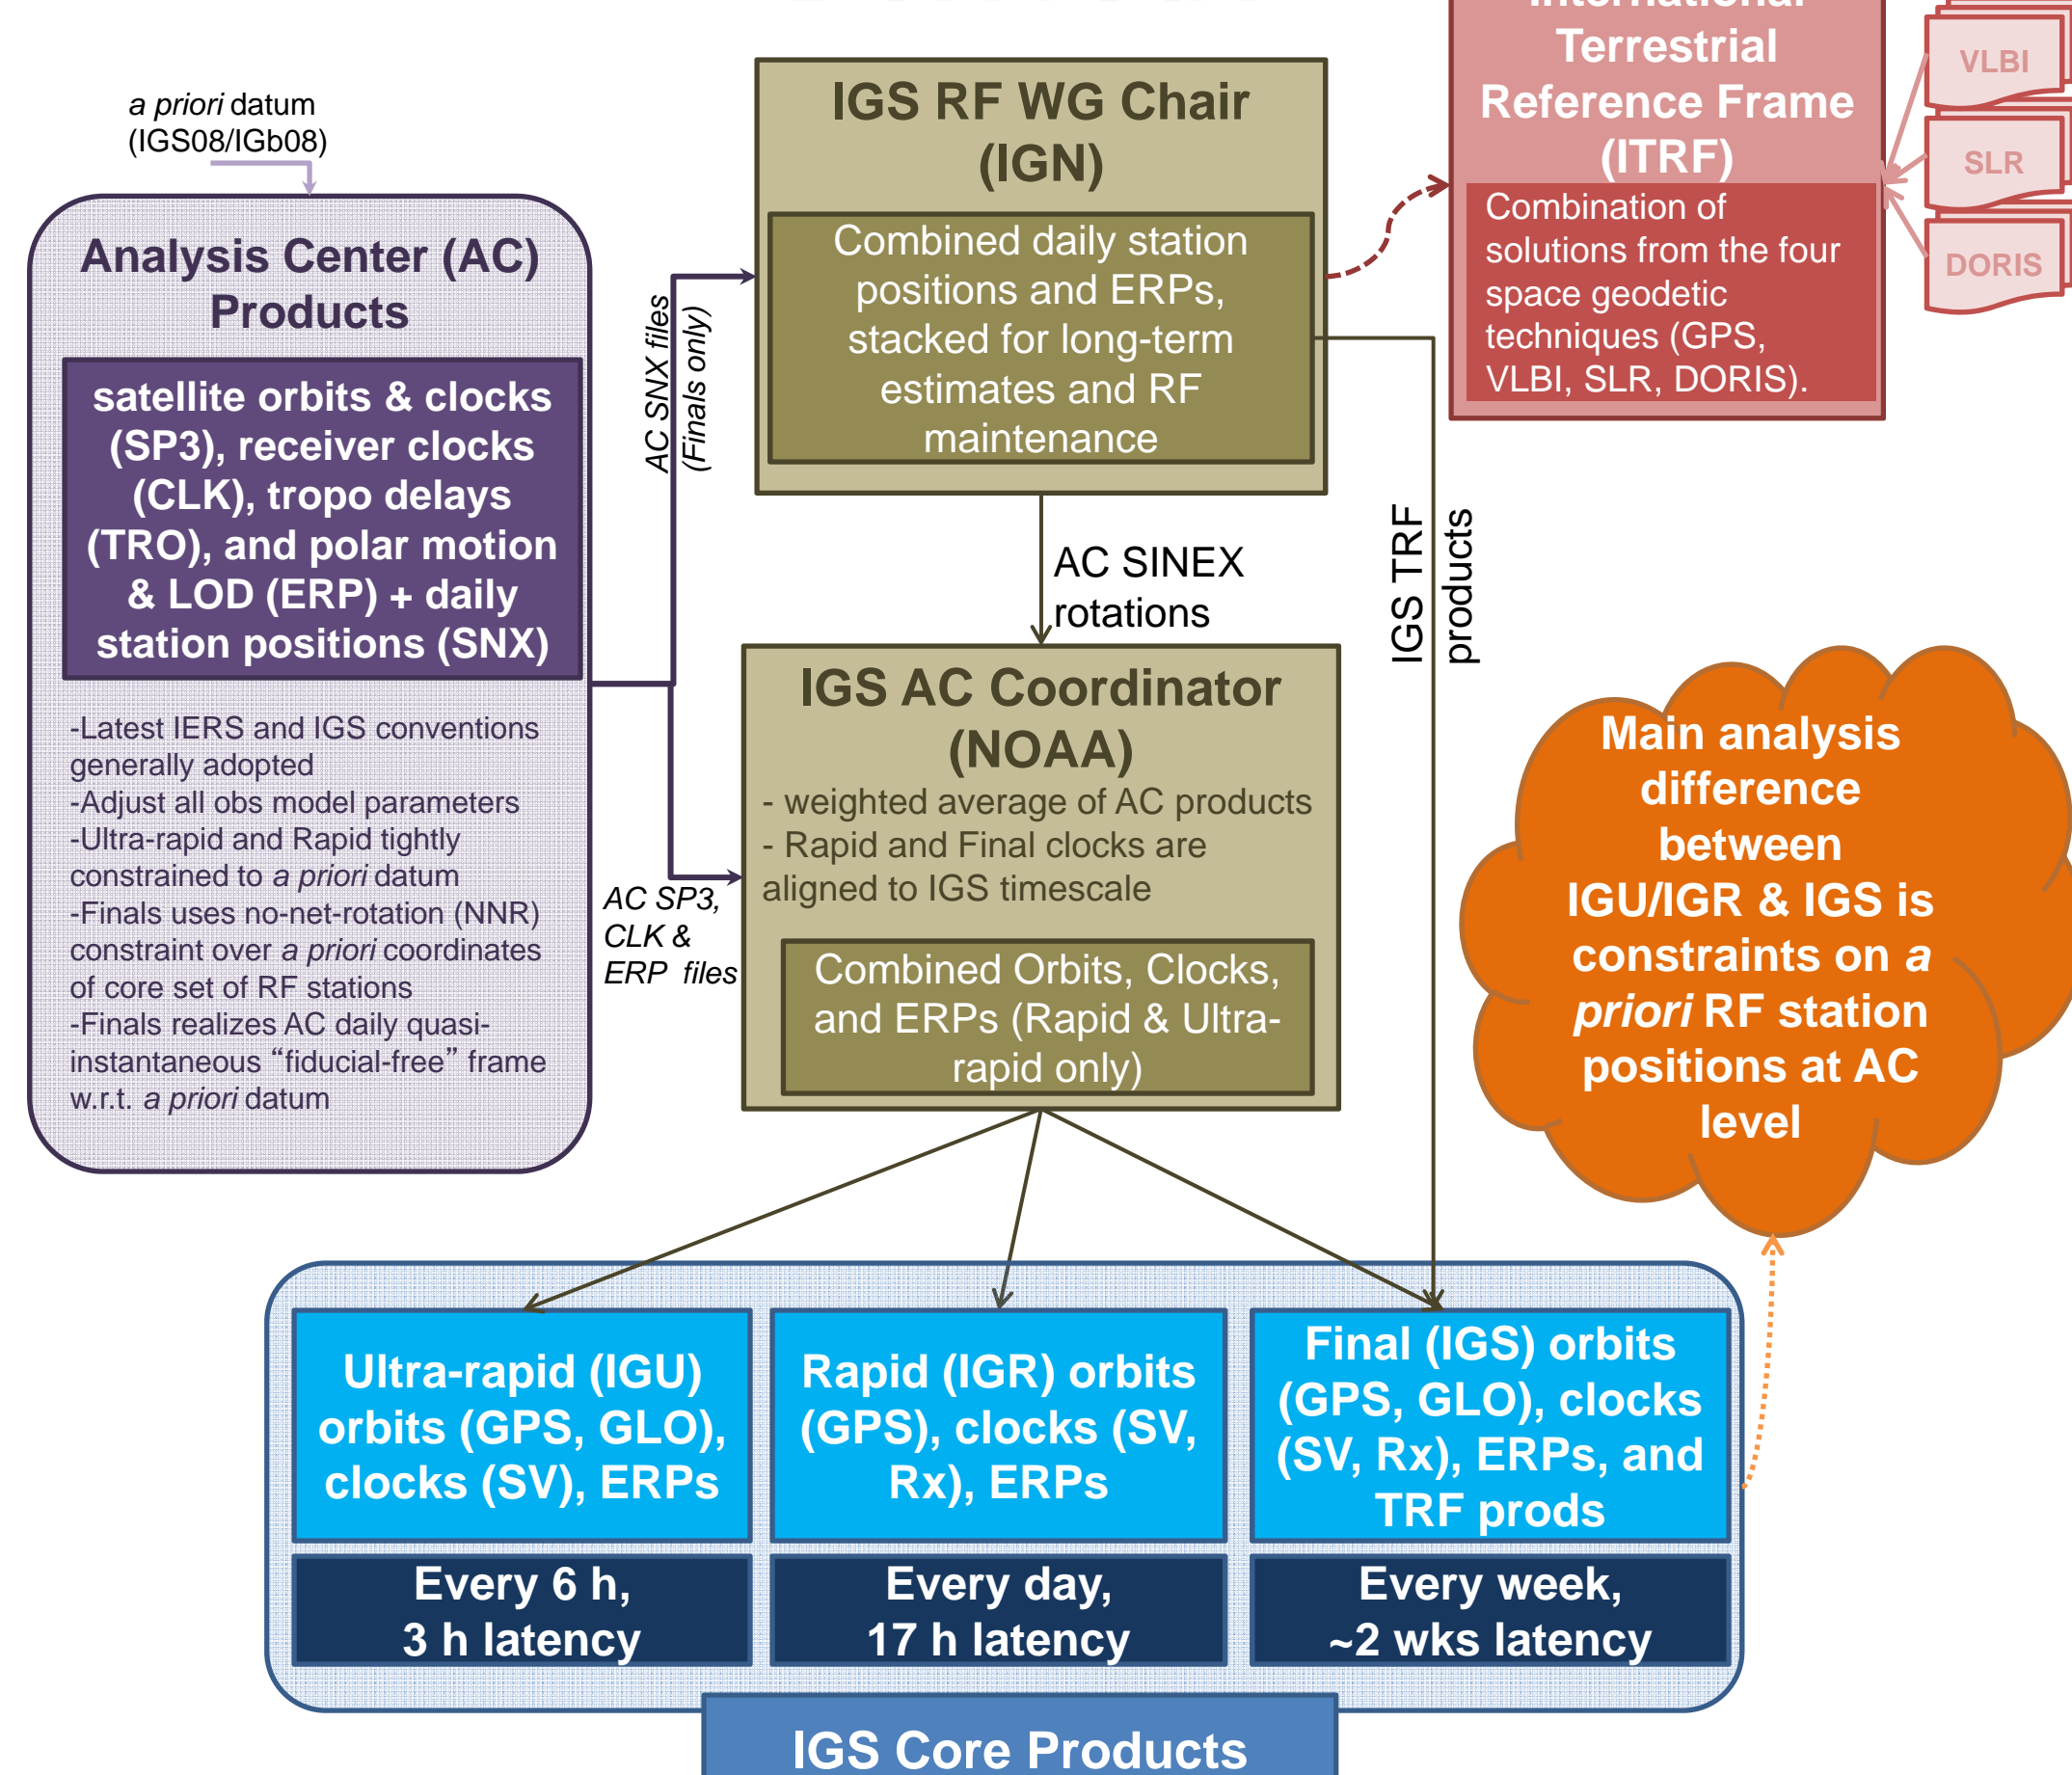 a priori datum
(IGS08/IGb08)
Analysis Center (AC)
Products
satellite orbits & clocks
(SP3), receiver clocks
(CLK), tropo delays
(TRO), and polar motion
& LOD (ERP) + daily
station positions (SNX)
-Latest IERS and IGS conventions
generally adopted
-Adjust all obs model parameters
-Ultra-rapid and Rapid tightly
constrained to a priori datum
-Finals uses no-net-rotation (NNR)
constraint over a priori coordinates
of core set of RF stations
-Finals realizes AC daily quasi-
instantaneous “fiducial-free” frame
w.r.t. a priori datum
AC SNX files
(Finals only)
AC SP3,
CLK &
ERP files
IGS RF WG Chair
(IGN)
Combined daily station
positions and ERPs,
stacked for long-term
estimates and RF
maintenance
AC SINEX
rotations
IGS TRF
products
IGS AC Coordinator
(NOAA)
- weighted average of AC products
- Rapid and Final clocks are
aligned to IGS timescale
Combined Orbits, Clocks,
and ERPs (Rapid & Ultra-
rapid only)
International
Terrestrial
Reference Frame
(ITRF)
Combination of
solutions from the four
space geodetic
techniques (GPS,
VLBI, SLR, DORIS).
VLBI
SLR
DORIS
Main analysis
difference
between
IGU/IGR & IGS is
constraints on a
priori RF station
positions at AC
level
Ultra-rapid (IGU)
orbits (GPS, GLO),
clocks (SV), ERPs
Every 6 h,
3 h latency
Rapid (IGR) orbits
(GPS), clocks (SV,
Rx), ERPs
Every day,
17 h latency
Final (IGS) orbits
(GPS, GLO), clocks
(SV, Rx), ERPs, and
TRF prods
Every week,
~2 wks latency
IGS Core Products